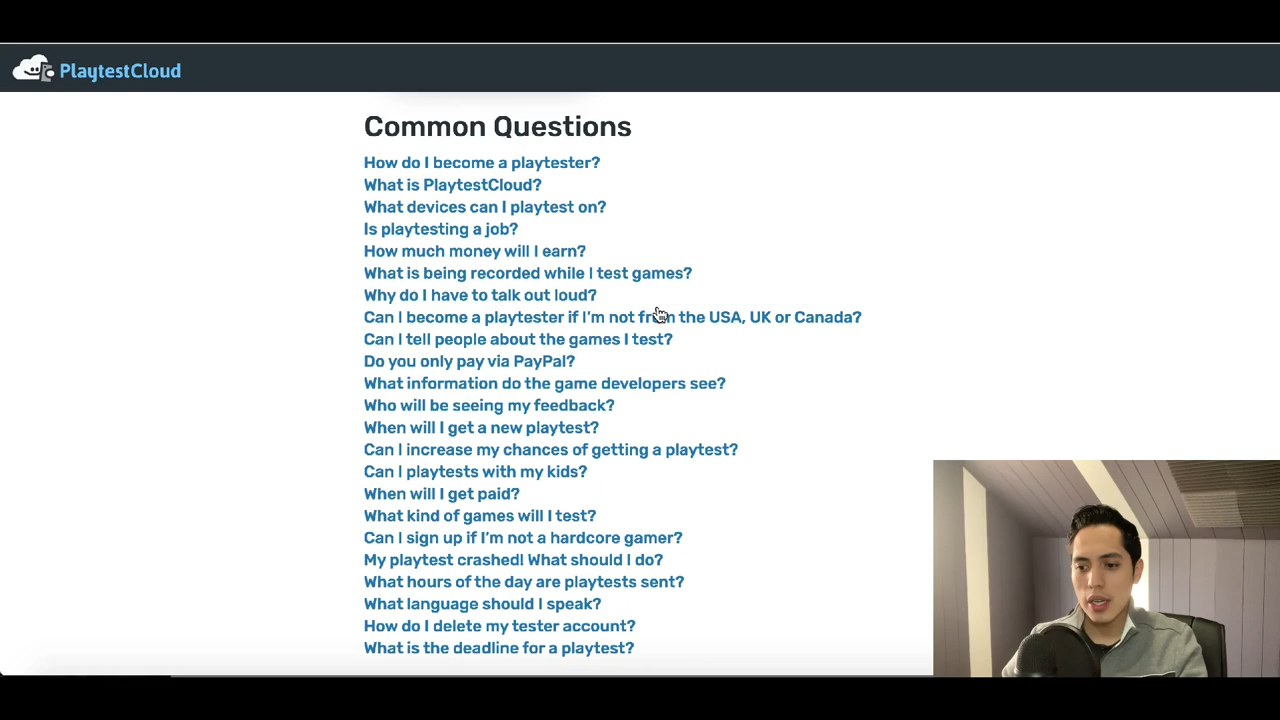 PlaytestCloud
Common Questions
How do I become a playtester?
What is PlaytestCloud?
What devices can I playtest on?
Is playtesting a job?
How much money will I earn?
What is being recorded while I test games?
Why do I have to talk out loud?
Can I become a playtester if I'm not from the USA, UK or Canada?
Can I tell people about the games I test?
Do you only pay via PayPal?
What information do the game developers see?
Who will be seeing my feedback?
When will I get a new playtest?
Can I increase my chances of getting a playtest?
Can I playtests with my kids?
When will I get paid?
What kind of games will I test?
Can I sign up if I'm not a hardcore gamer?
My playtest crashed! What should I do?
What hours of the day are playtests sent?
What language should I speak?
How do I delete my tester account?
What is the deadline for a playtest?